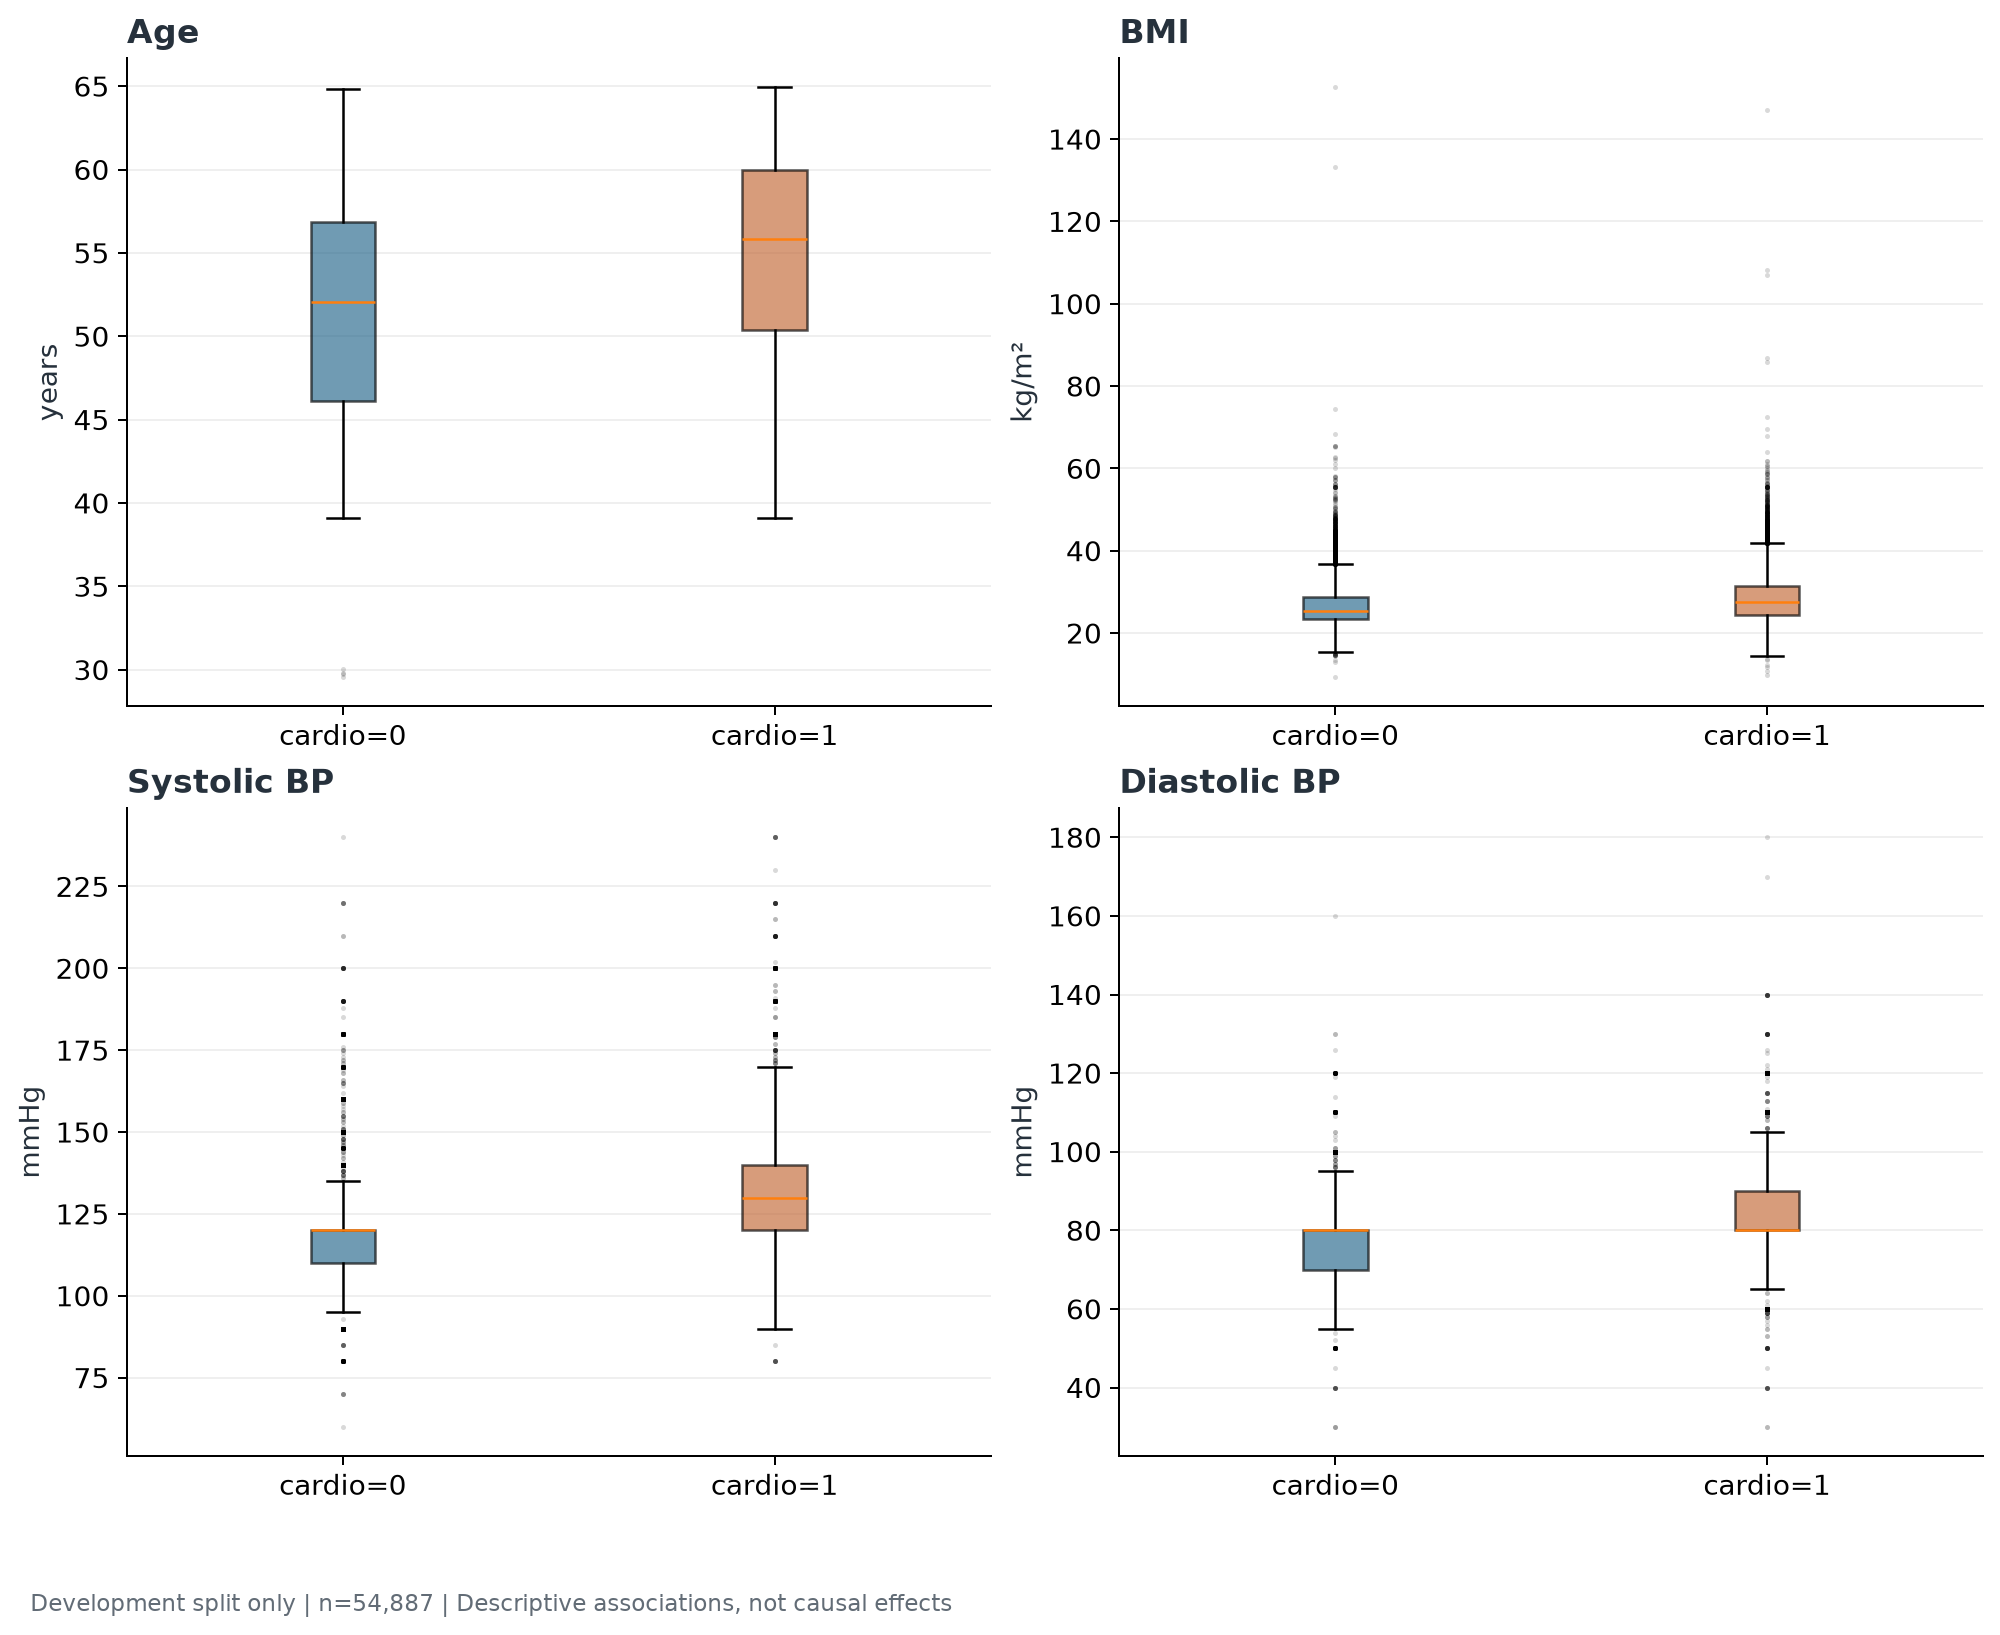 Age
65
60
55
50
45
40
35
30
years
cardio=0 cardio=1
BMI
140
120
100
80
60
40
20
kg/m²
cardio=0 cardio=1
Systolic BP
225
200
175
150
125
100
75
mmHg
cardio=0 cardio=1
Diastolic BP
180
160
140
120
100
80
60
40
mmHg
cardio=0 cardio=1
Development split only | n=54,887 | Descriptive associations, not causal effects